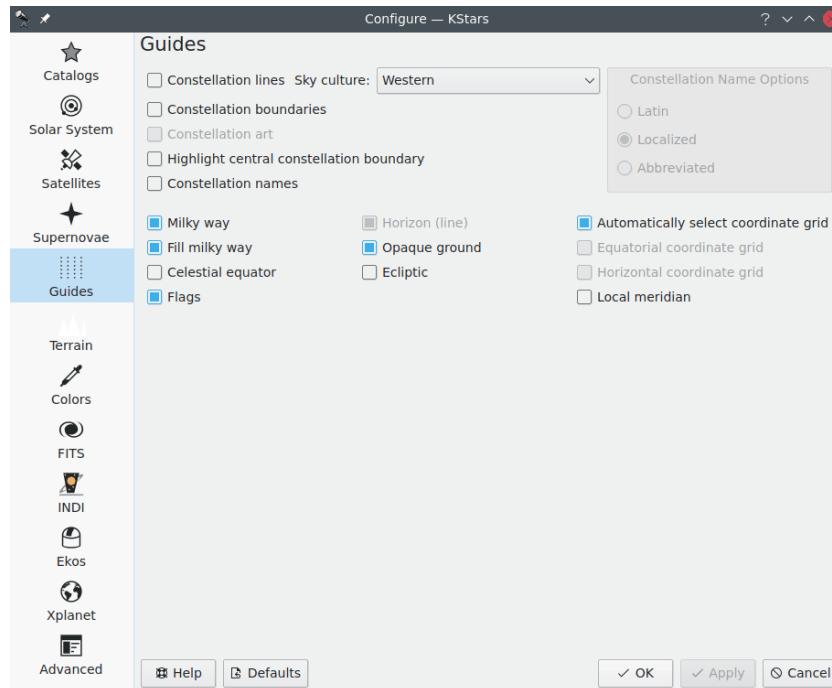 Configure — KStars
Catalogs
Solar System
Satellites
Supernovae
Guides
Terrain
Colors
FITS
INDI
Ekos
Xplanet
Advanced
Guides
Constellation lines Sky culture: Western
Constellation boundaries
Constellation art
Highlight central constellation boundary
Constellation names
Constellation Name Options
Latin
Localized
Abbreviated
Milky way Horizon (line) Automatically select coordinate grid
Fill milky way Opaque ground Equatorial coordinate grid
Celestial equator Ecliptic Horizontal coordinate grid
Flags Local meridian
Help Defaults OK Apply Cancel